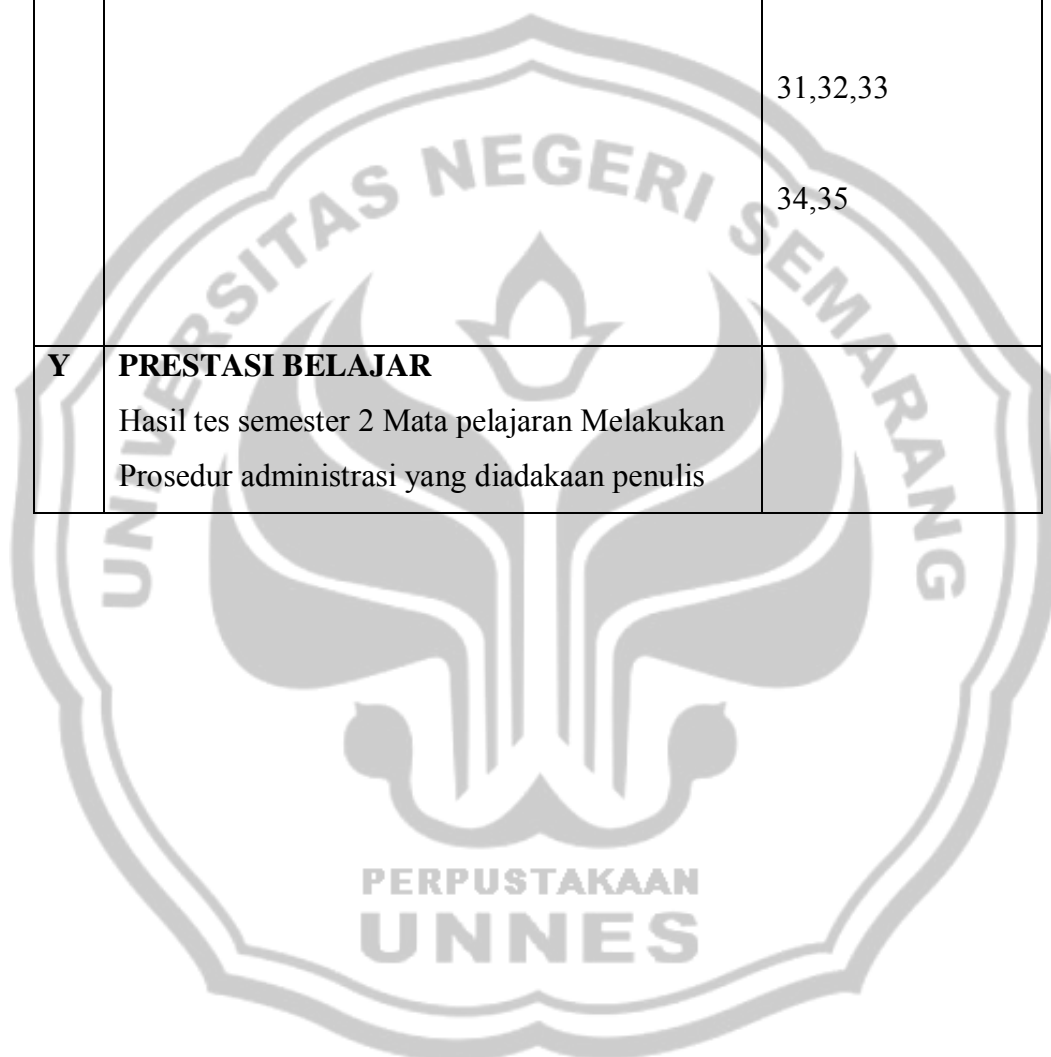 31,32,33
34,35
Y PRESTASI BELAJAR
Hasil tes semester 2 Mata pelajaran Melakukan
Prosedur administrasi yang diadakaan penulis
UNIVERSITAS NEGERI SEMARANG
PERPUSTAKAAN
UNNES